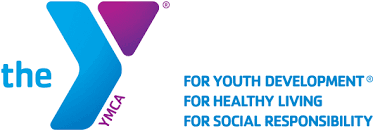 the
YMCA
®
FOR YOUTH DEVELOPMENT®
FOR HEALTHY LIVING
FOR SOCIAL RESPONSIBILITY